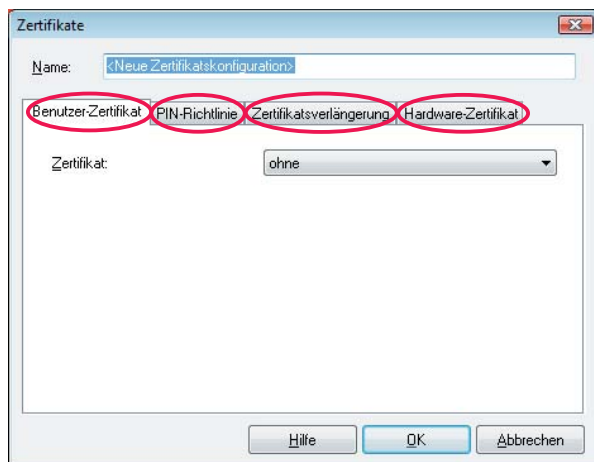 Zertifikate
Name: <Neue Zertifikatskonfiguration>
Benutzer-Zertifikat PIN-Richtlinie Zertifikatsverlängerung Hardware-Zertifikat
Zertifikat: ohne
Hilfe OK Abbrechen